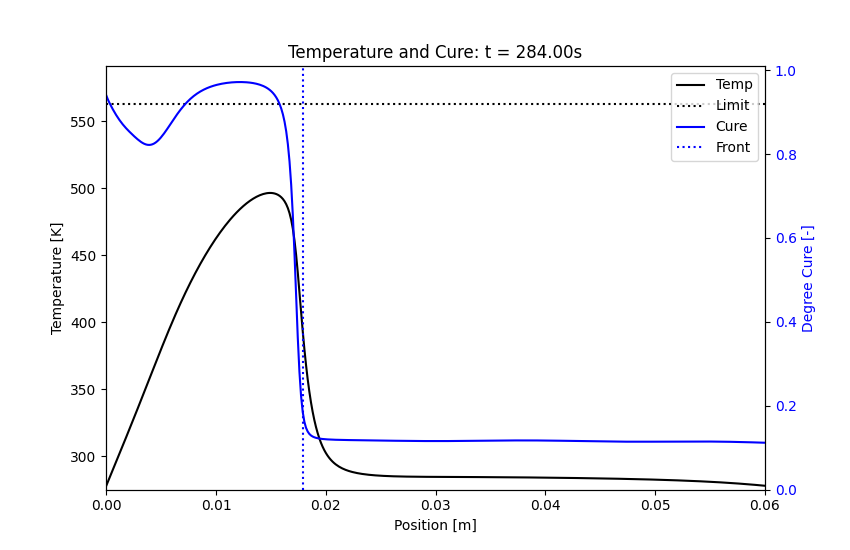 Temperature and Cure: t = 284.00s
Temp
Limit
Cure
Front
Temperature [K]
550
500
450
400
350
300
Degree Cure [-]
1.0
0.8
0.6
0.4
0.2
0.0
0.00 0.01 0.02 0.03 0.04 0.05 0.06
Position [m]